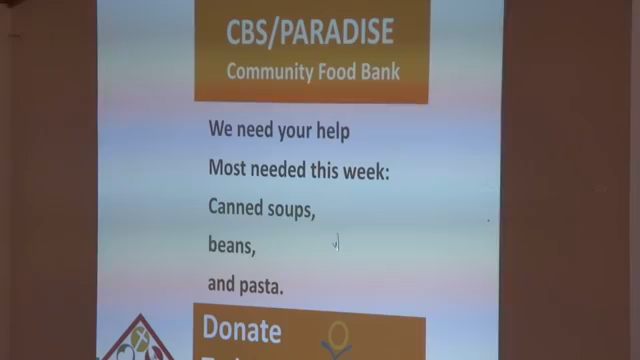 CBS/PARADISE
Community Food Bank
We need your help
Most needed this week:
Canned soups,
beans,
and pasta.
Donate